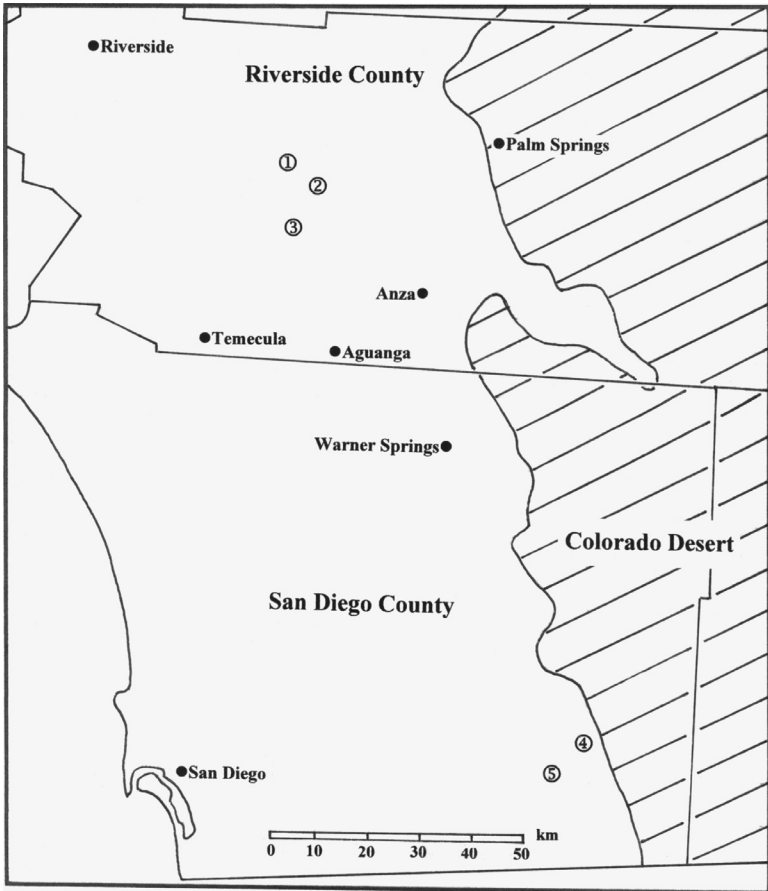 Riverside
Riverside County
Palm Springs
①
②
③
Anza
Temecula
Aguanga
Warner Springs
Colorado Desert
San Diego County
④
⑤
San Diego
km
0 10 20 30 40 50